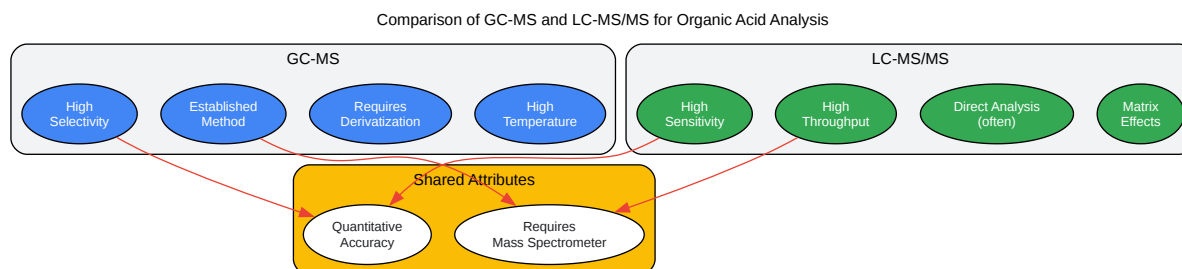 Comparison of GC-MS and LC-MS/MS for Organic Acid Analysis
GC-MS
High
Selectivity
Established
Method
Requires
Derivatization
High
Temperature
LC-MS/MS
High
Sensitivity
High
Throughput
Direct Analysis
(often)
Matrix
Effects
Shared Attributes
Quantitative
Accuracy
Requires
Mass Spectrometer